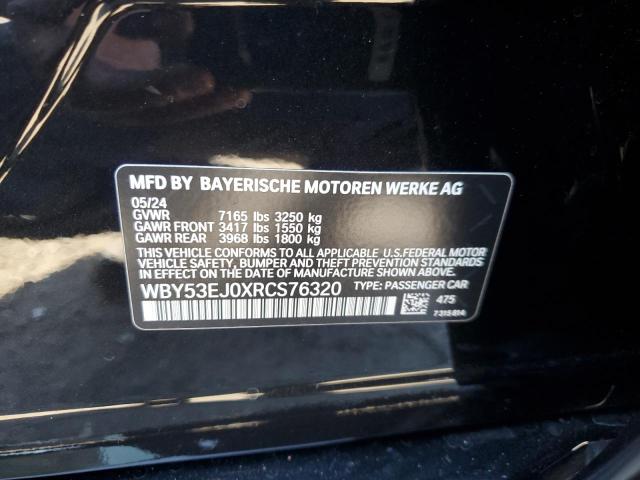 MFD BY BAYERISCHE MOTOREN WERKE AG
05/24
GVWR 7165 lbs 3250 kg
GAWR FRONT 3417 lbs 1550 kg
GAWR REAR 3968 lbs 1800 kg
THIS VEHICLE CONFORMS TO ALL APPLICABLE U.S.FEDERAL MOTOR
VEHICLE SAFETY, BUMPER, AND THEFT PREVENTION STANDARDS
IN EFFECT ON THE DATE OF MANUFACTURE SHOWN ABOVE.
WBY53EJ0XRCS76320 TYPE: PASSENGER CAR
475
7315814